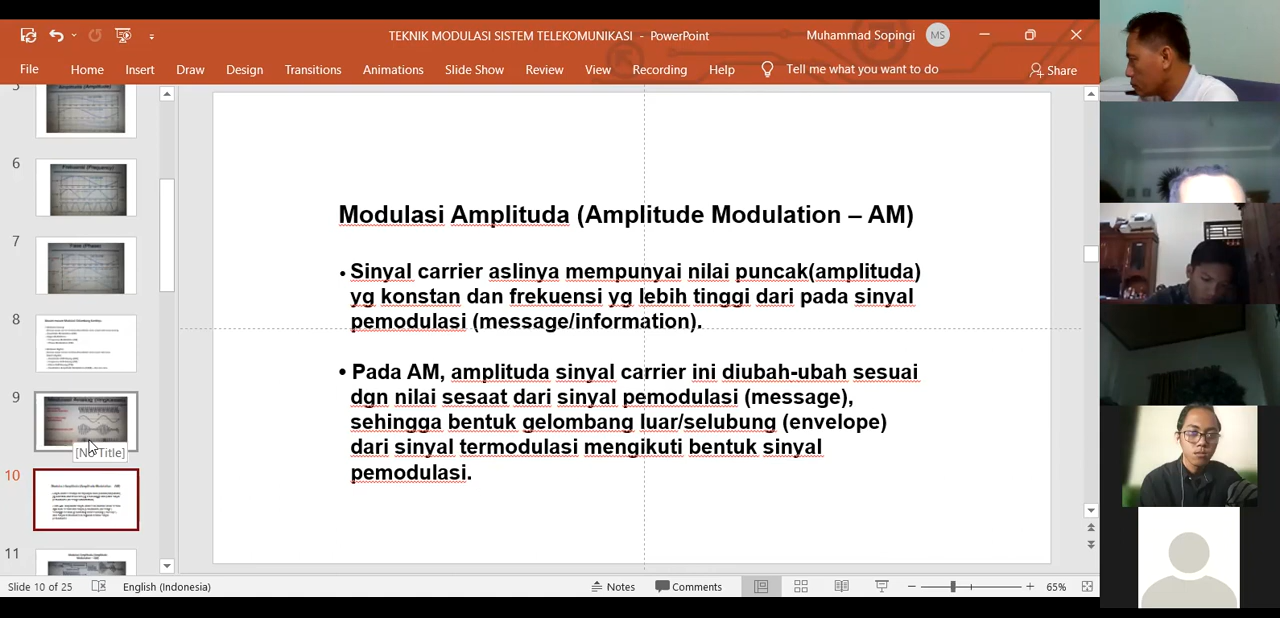 TEKNIK MODULASI SISTEM TELEKOMUNIKASI - PowerPoint
Muhammad Sopingi
MS
File Home Insert Draw Design Transitions Animations Slide Show Review View Recording Help Tell me what you want to do Share
6
7
8
9
10
11
[No Title]
Modulasi Amplituda (Amplitude Modulation – AM)
• Sinyal carrier aslinya mempunyai nilai puncak(amplituda)
yg konstan dan frekuensi yg lebih tinggi dari pada sinyal
pemodulasi (message/information).
• Pada AM, amplituda sinyal carrier ini diubah-ubah sesuai
dgn nilai sesaat dari sinyal pemodulasi (message),
sehingga bentuk gelombang luar/selubung (envelope)
dari sinyal termodulasi mengikuti bentuk sinyal
pemodulasi.
Slide 10 of 25 English (Indonesia) Notes Comments 65%